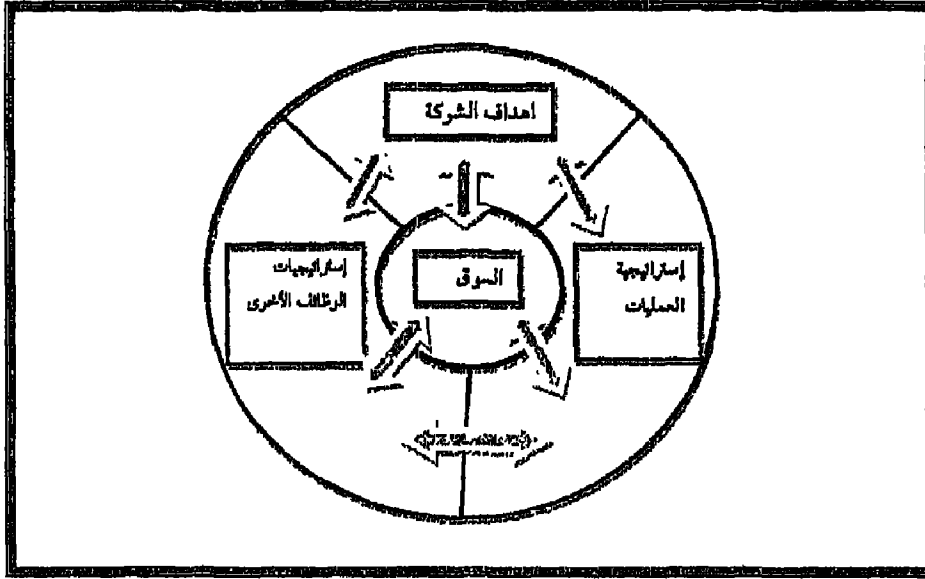 اهداف الشركة
السوق
إستراتيجية
العمليات
إستراتيجيات
الوظائف الأخرى